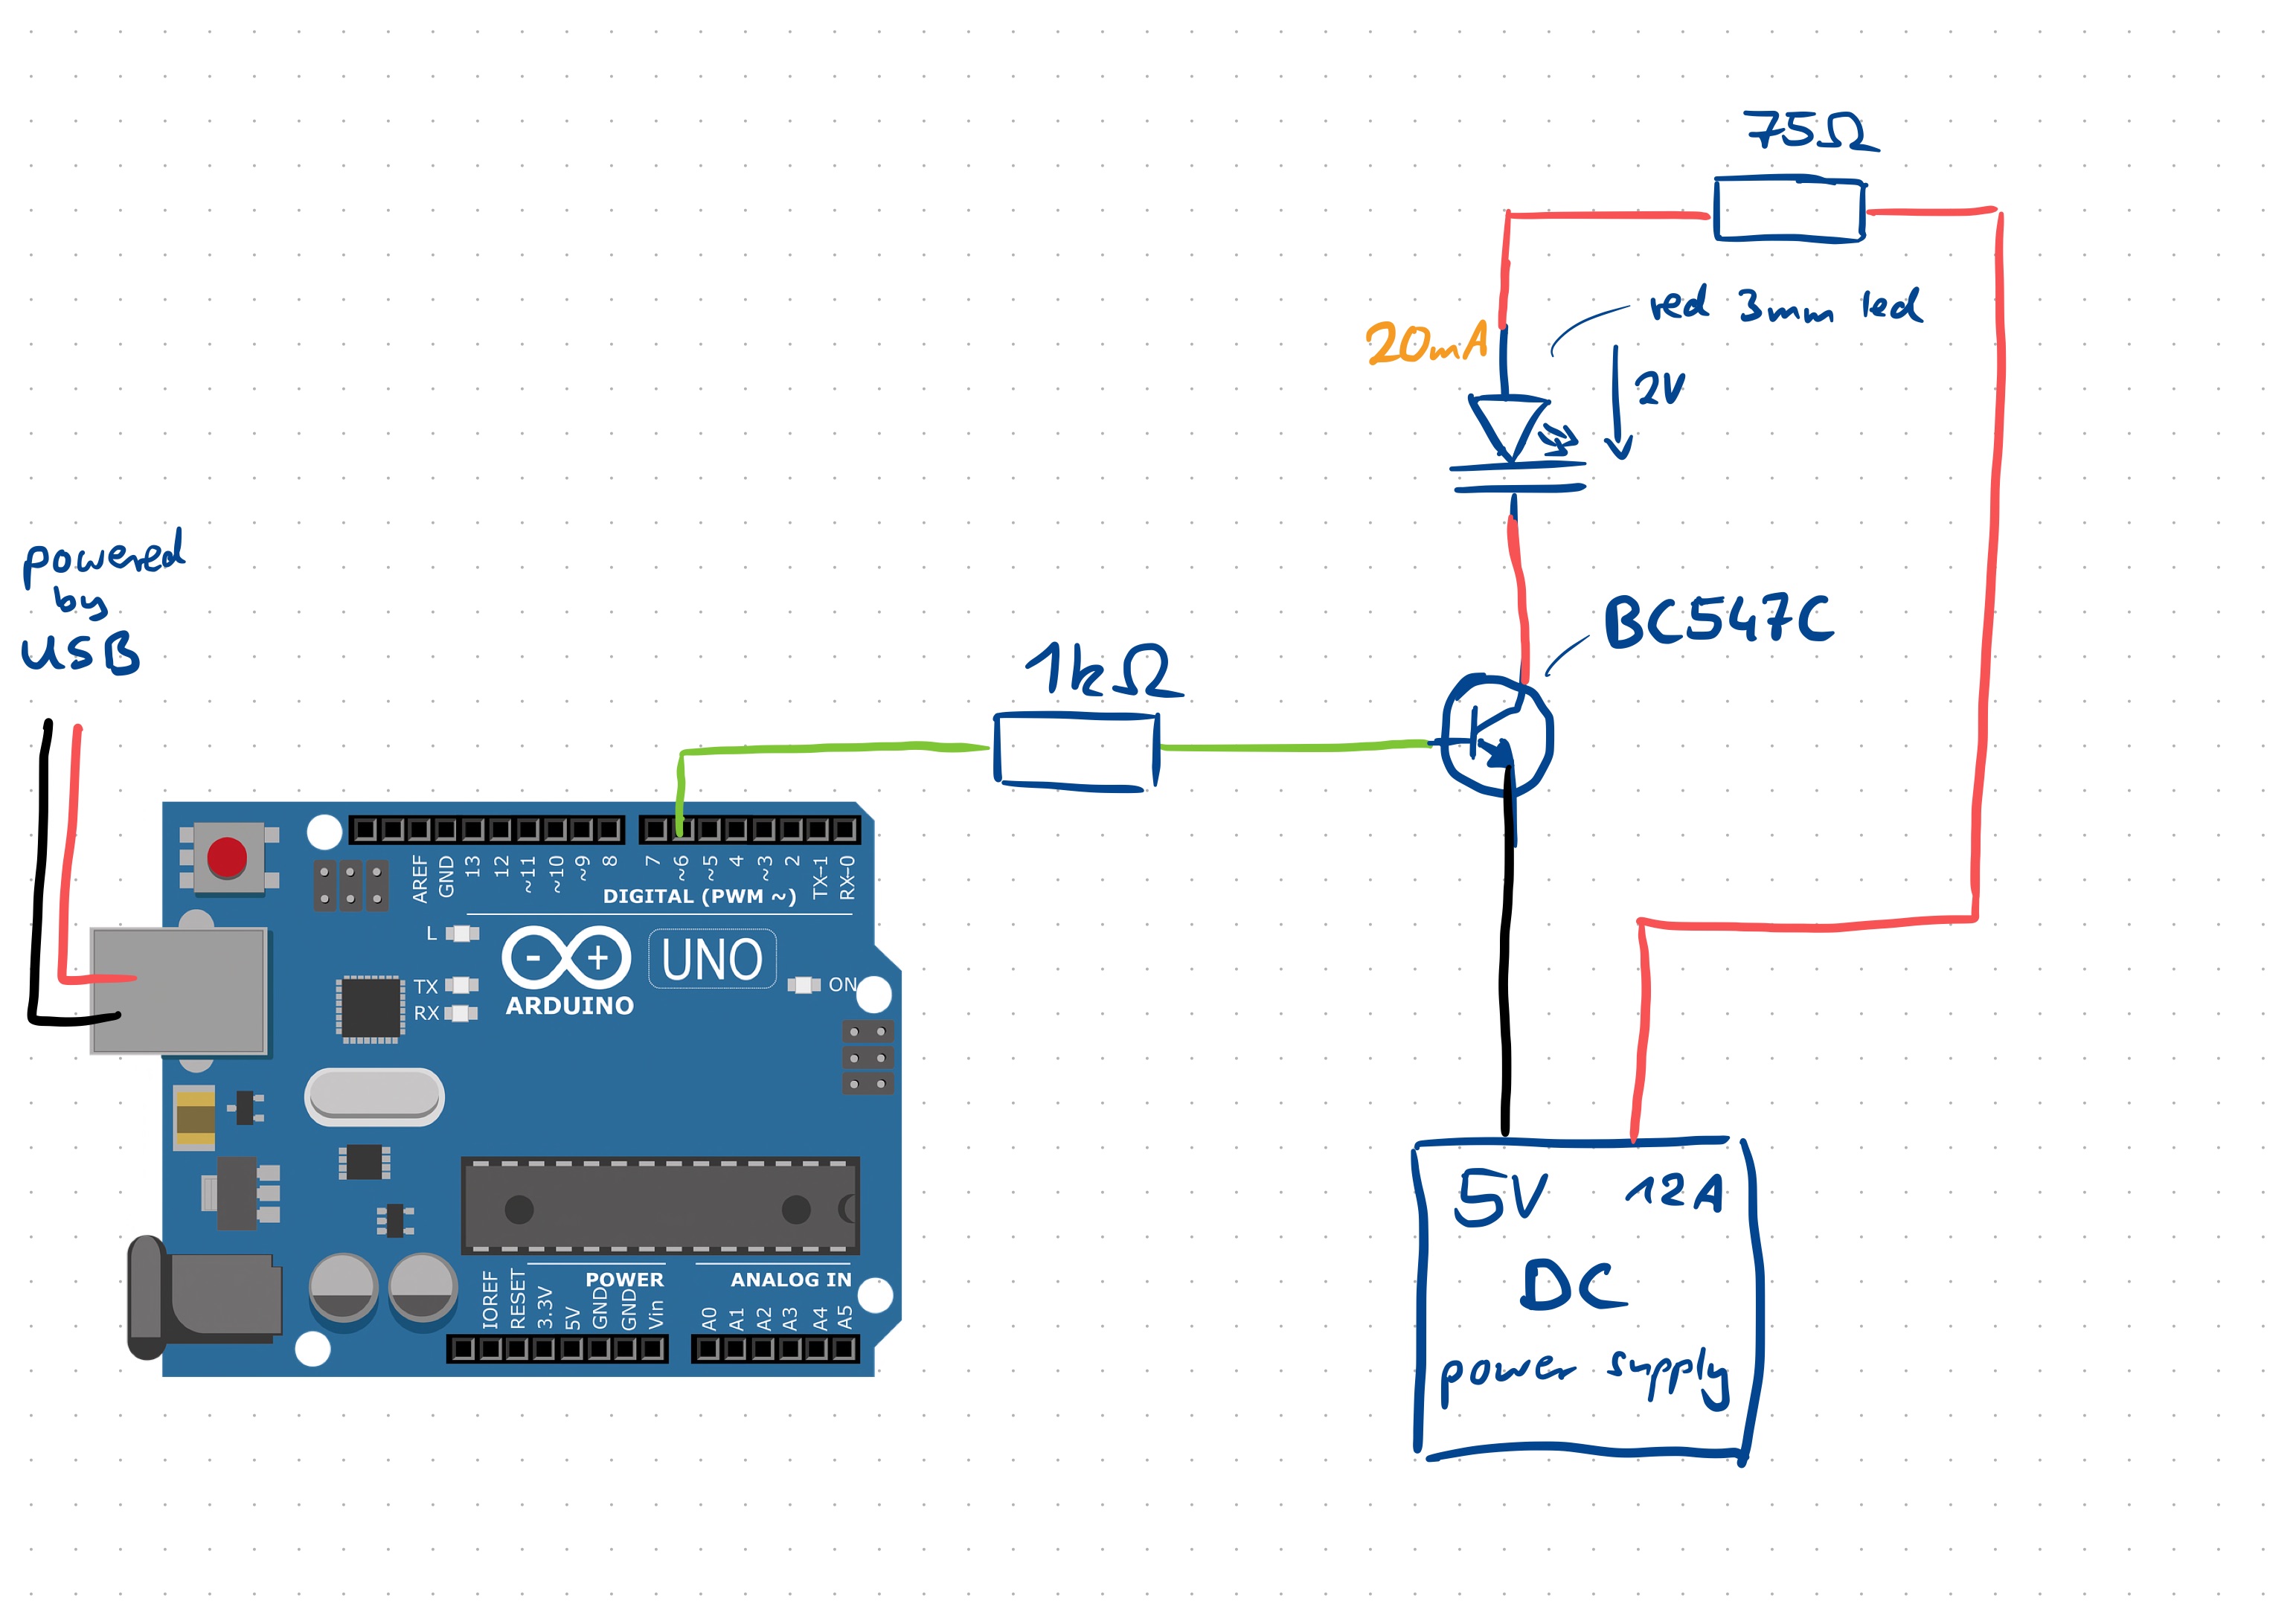 75Ω
red 3mm led
20mA
2V
powered
by
USB
BC547C
1kΩ
AREF
GND
13
12
~11
~10
~9
8
7
~6
~5
4
~3
2
TX-1
RX-0
DIGITAL (PWM ~)
L
- +
UNO
TX
RX
ARDUINO
ON
5V 12A
DC
power supply
POWER
ANALOG IN
IOREF
RESET
3.3V
5V
GND
GND
Vin
A0
A1
A2
A3
A4
A5